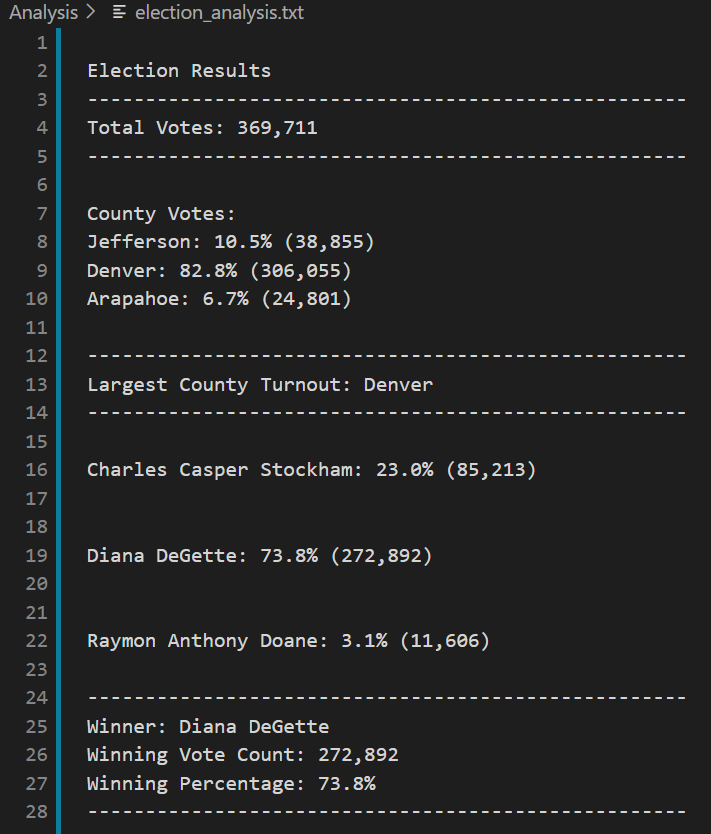 Analysis > election_analysis.txt
1
2 Election Results
3 ----------------------------------------------------
4 Total Votes: 369,711
5 ----------------------------------------------------
6
7 County Votes:
8 Jefferson: 10.5% (38,855)
9 Denver: 82.8% (306,055)
10 Arapahoe: 6.7% (24,801)
11
12 ----------------------------------------------------
13 Largest County Turnout: Denver
14 ----------------------------------------------------
15
16 Charles Casper Stockham: 23.0% (85,213)
17
18
19 Diana DeGette: 73.8% (272,892)
20
21
22 Raymon Anthony Doane: 3.1% (11,606)
23
24 ----------------------------------------------------
25 Winner: Diana DeGette
26 Winning Vote Count: 272,892
27 Winning Percentage: 73.8%
28 ----------------------------------------------------